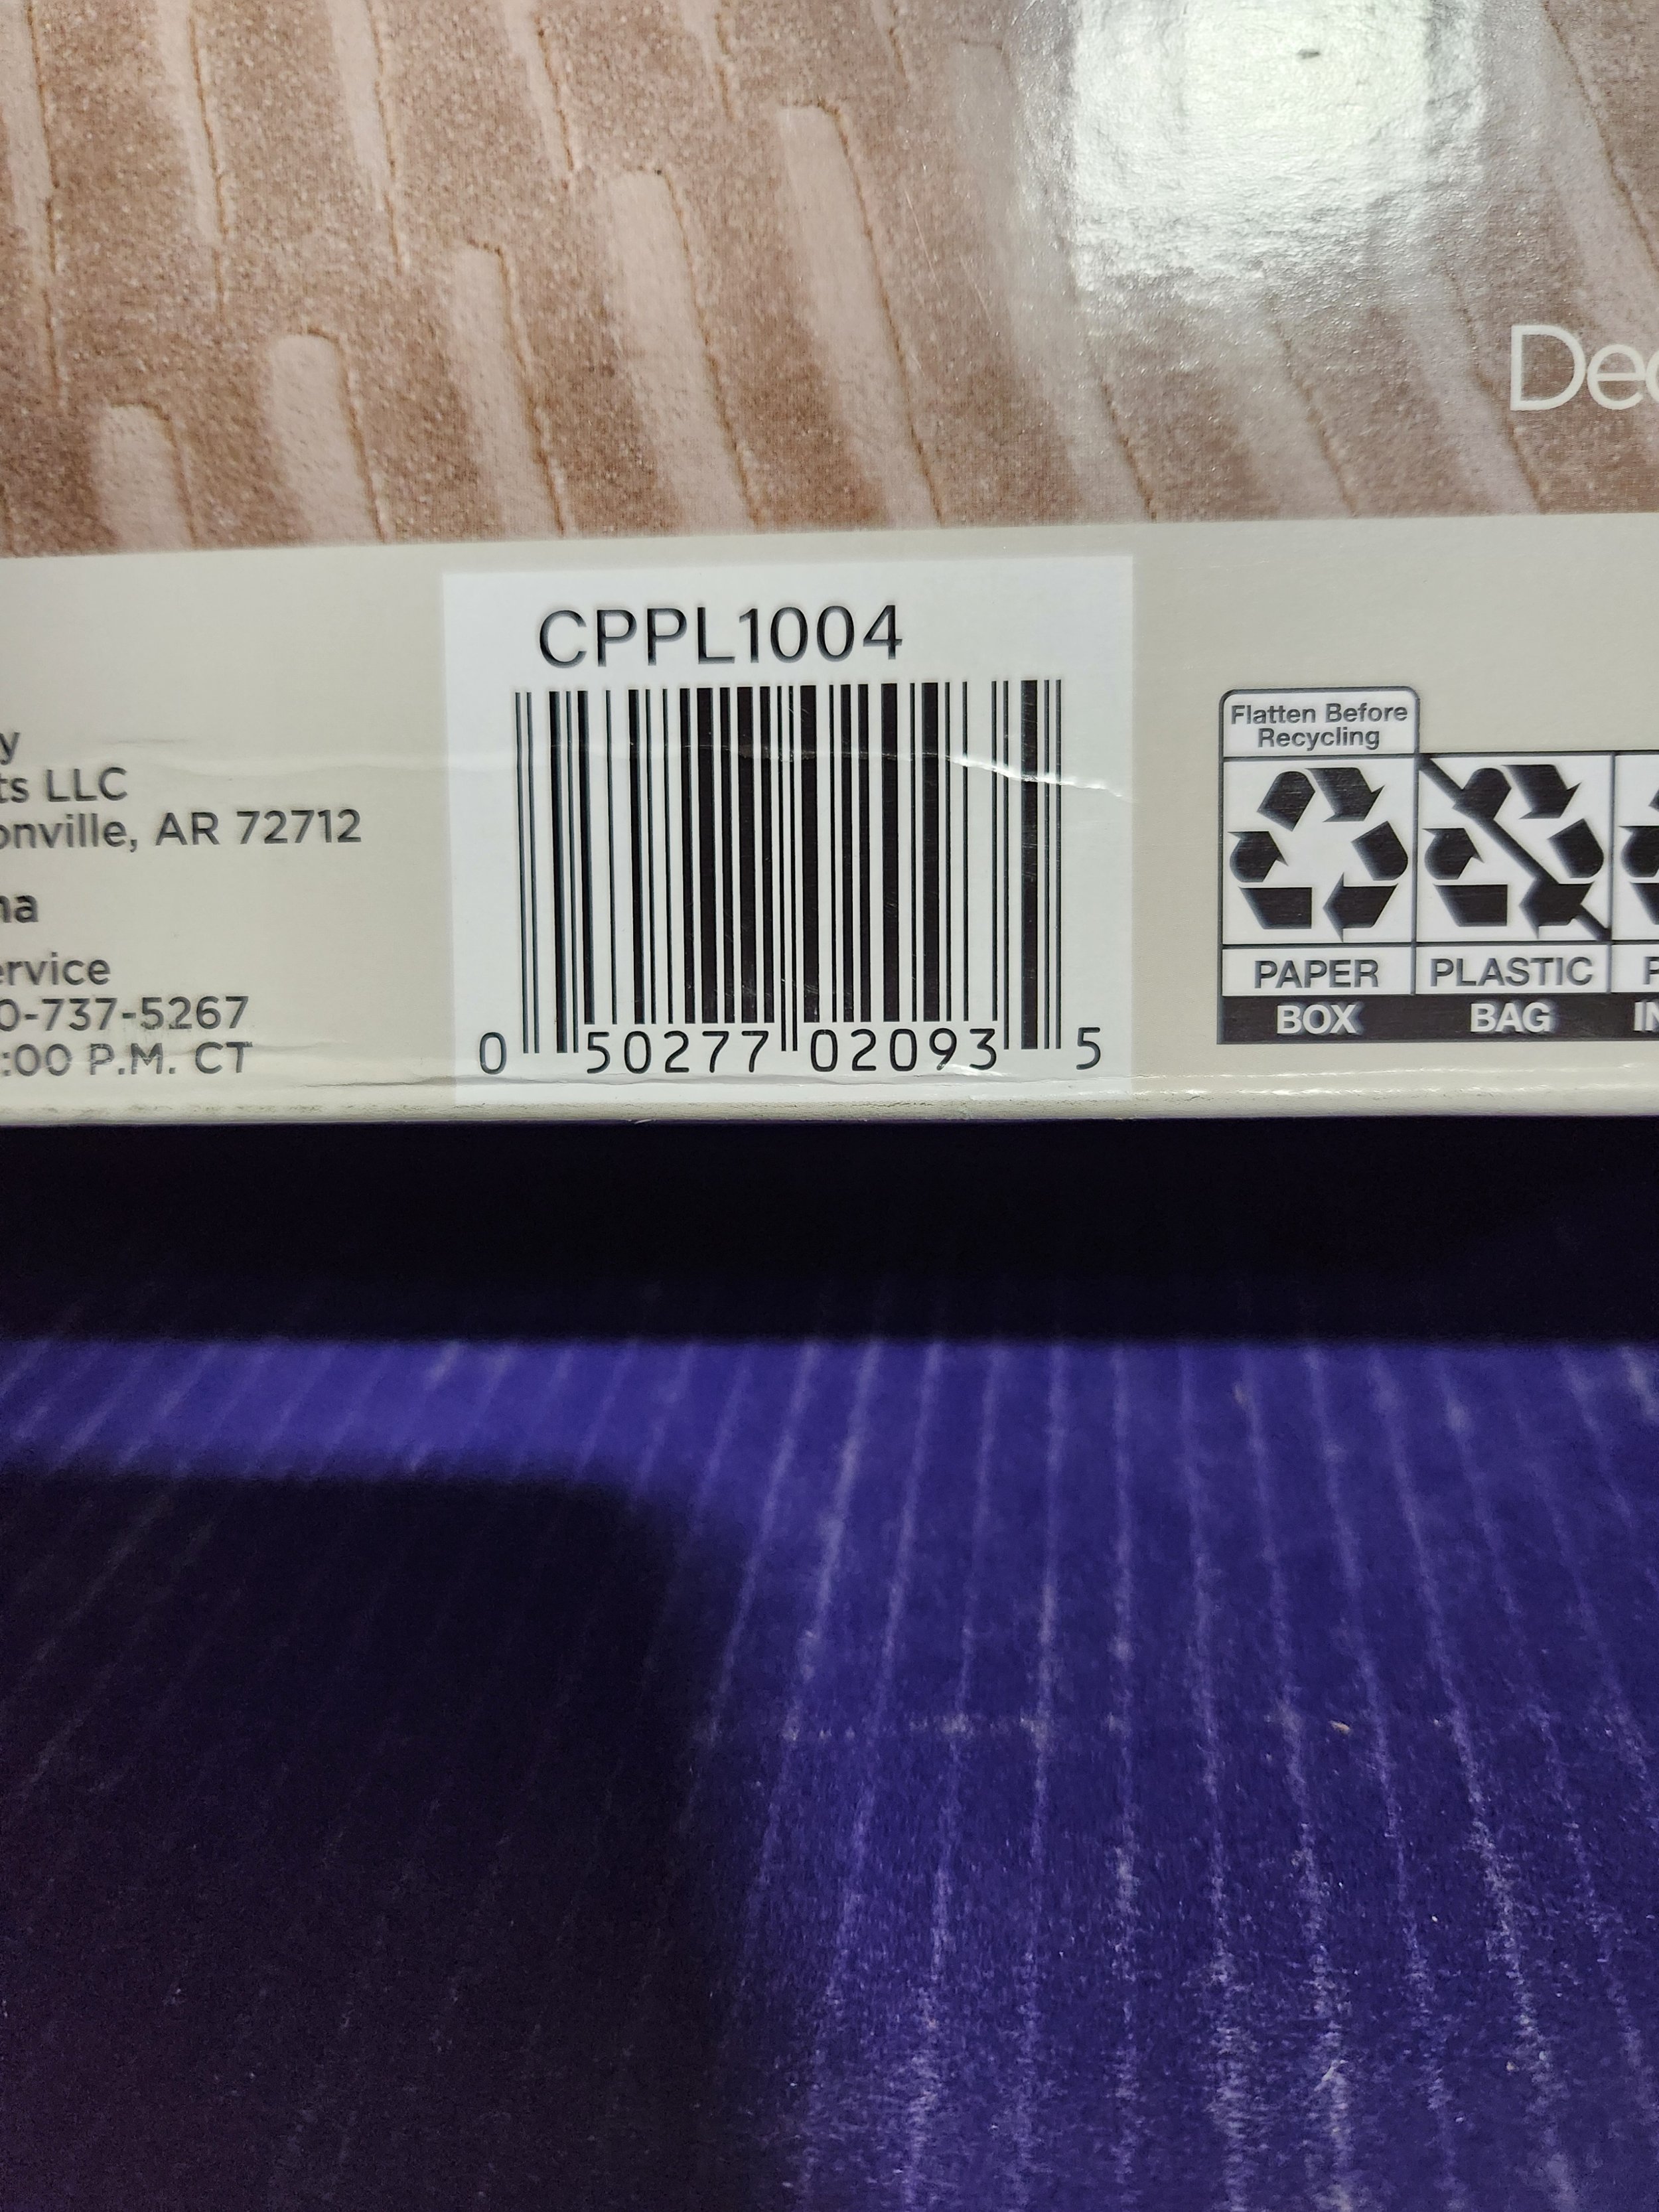 Dec
CPPL1004
y
ts LLC
onville, AR 72712
na
ervice
0-737-5267
:00 P.M. CT
0 50277 02093 5
Flatten Before
Recycling
PAPER PLASTIC P
BOX BAG IN